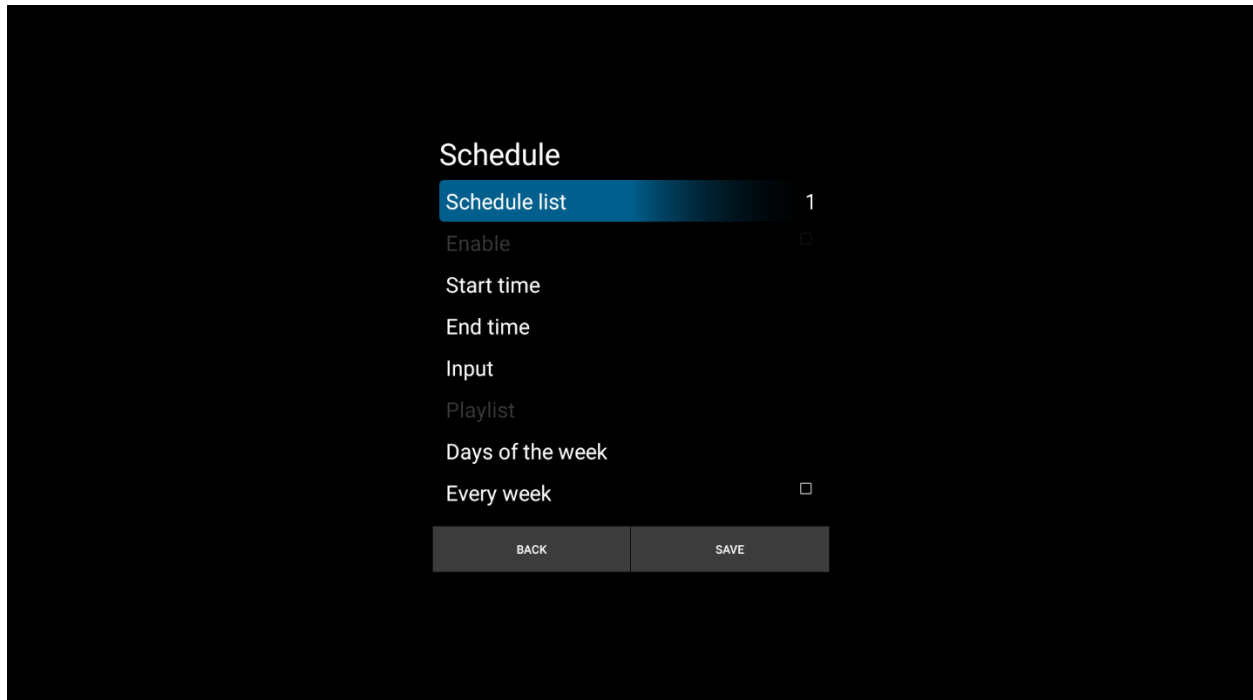 Schedule
Schedule list 1
Enable
Start time
End time
Input
Playlist
Days of the week
Every week
BACK SAVE